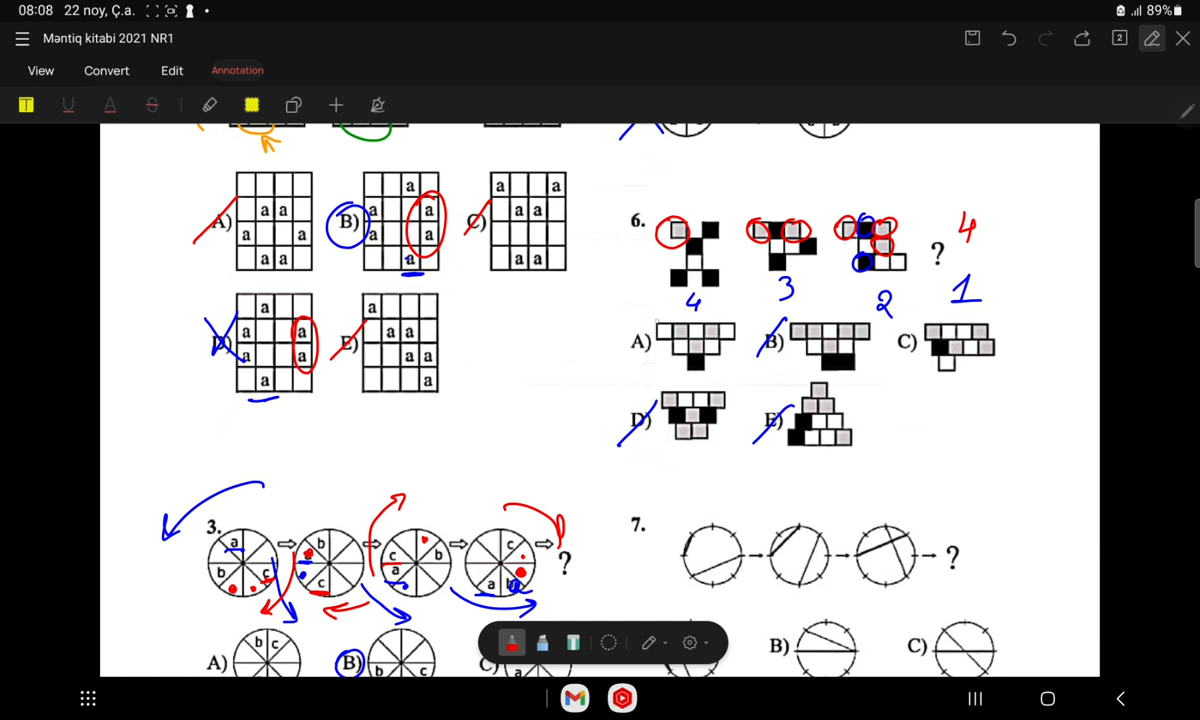 08:08 22 noy, Ç.a. 89%
Məntiq kitabi 2021 NR1
2
View Convert Edit Annotation
T U A S
A) a a a a a a
B) a a a a a a
C) a a a a a a
D) a a a a a a
E) a a a a a a
6. ? 4
4 3 2 1
A) B) C)
D) E)
3. a b c b a c c b a c a b ?
A) b c
B) b c
C) a
7. ?
B) C)